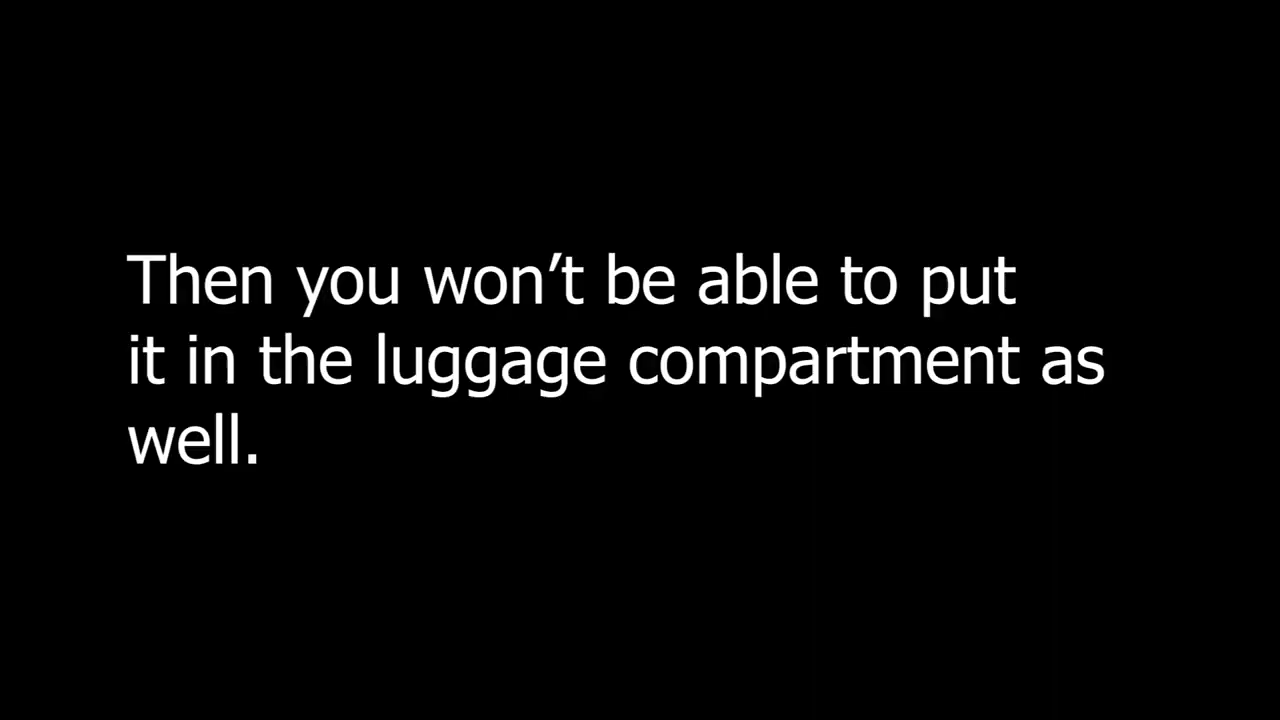 Then you won’t be able to put
it in the luggage compartment as
well.